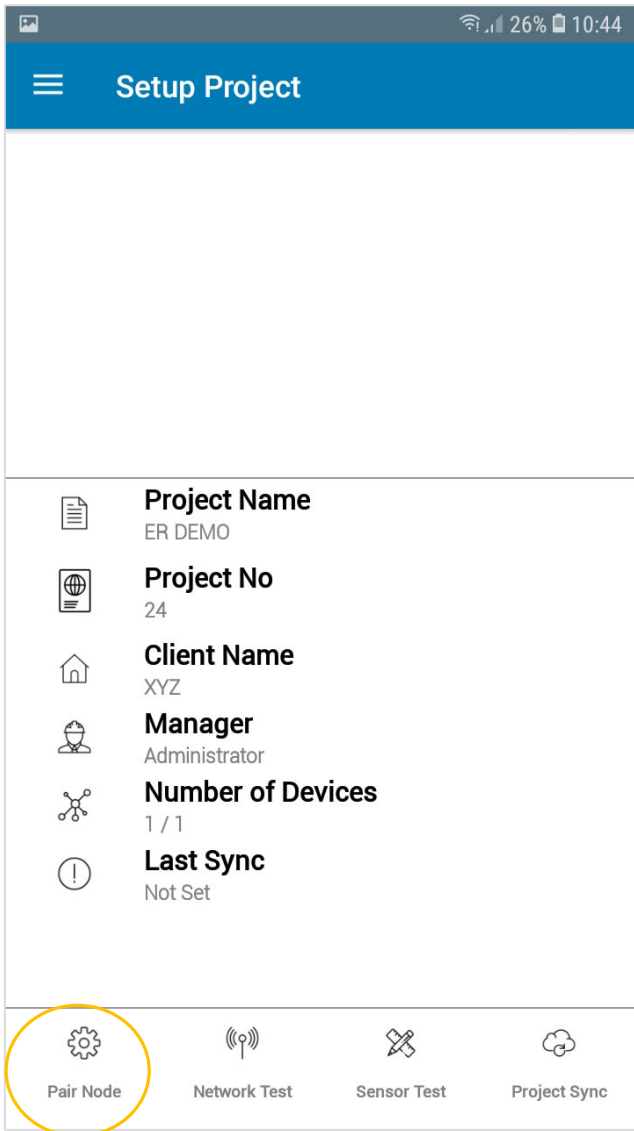 26% 10:44
Setup Project
Project Name
ER DEMO
Project No
24
Client Name
XYZ
Manager
Administrator
Number of Devices
1 / 1
Last Sync
Not Set
Pair Node Network Test Sensor Test Project Sync